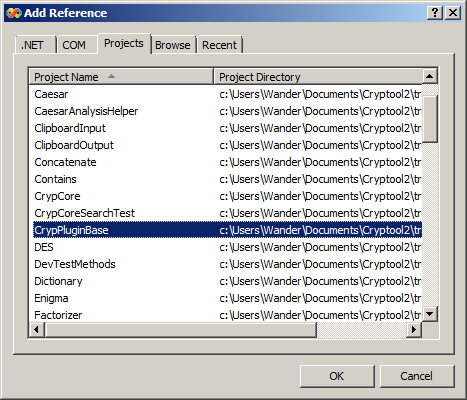 Add Reference
.NET COM Projects Browse Recent
Project Name Project Directory
Caesar c:\Users\Wander\Documents\Cryptool2\tr
CaesarAnalysisHelper c:\Users\Wander\Documents\Cryptool2\tr
ClipboardInput c:\Users\Wander\Documents\Cryptool2\tr
ClipboardOutput c:\Users\Wander\Documents\Cryptool2\tr
Concatenate c:\Users\Wander\Documents\Cryptool2\tr
Contains c:\Users\Wander\Documents\Cryptool2\tr
CrypCore c:\Users\Wander\Documents\Cryptool2\tr
CrypCoreSearchTest c:\Users\Wander\Documents\Cryptool2\tr
CrypPluginBase c:\Users\Wander\Documents\Cryptool2\tr
DES c:\Users\Wander\Documents\Cryptool2\tr
DevTestMethods c:\Users\Wander\Documents\Cryptool2\tr
Dictionary c:\Users\Wander\Documents\Cryptool2\tr
Enigma c:\Users\Wander\Documents\Cryptool2\tr
Factorizer c:\Users\Wander\Documents\Cryptool2\tr
OK Cancel